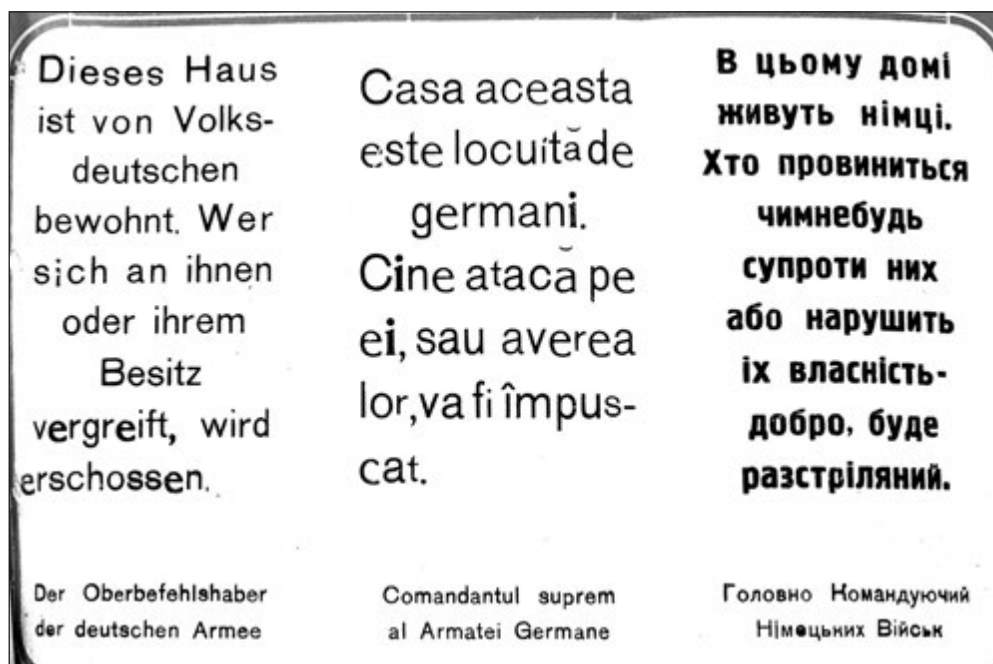 Dieses Haus
ist von Volks-
deutschen
bewohnt. Wer
sich an ihnen
oder ihrem
Besitz
vergreift, wird
erschossen.
Der Oberbefehlshaber
der deutschen Armee
Casa aceasta
este locuită de
germani.
Cine atacă pe
ei, sau averea
lor,va fi împus-
cat.
Comandantul suprem
al Armatei Germane
В цьому домі
живуть німці.
Хто провиниться
чимнебудь
супроти них
або нарушить
іх власність-
добро, буде
разстріляний.
Головно Командуючий
Німецьних Військ